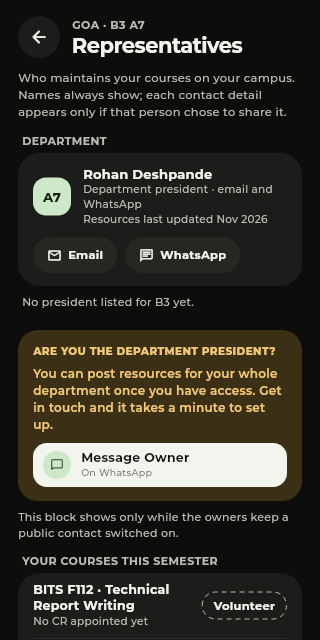 GOA · B3 A7
Representatives
Who maintains your courses on your campus.
Names always show; each contact detail
appears only if that person chose to share it.
DEPARTMENT
A7
Rohan Deshpande
Department president · email and
WhatsApp
Resources last updated Nov 2026
Email
WhatsApp
No president listed for B3 yet.
ARE YOU THE DEPARTMENT PRESIDENT?
You can post resources for your whole
department once you have access. Get
in touch and it takes a minute to set
up.
Message Owner
On WhatsApp
This block shows only while the owners keep a
public contact switched on.
YOUR COURSES THIS SEMESTER
BITS F112 · Technical
Report Writing
No CR appointed yet
Volunteer